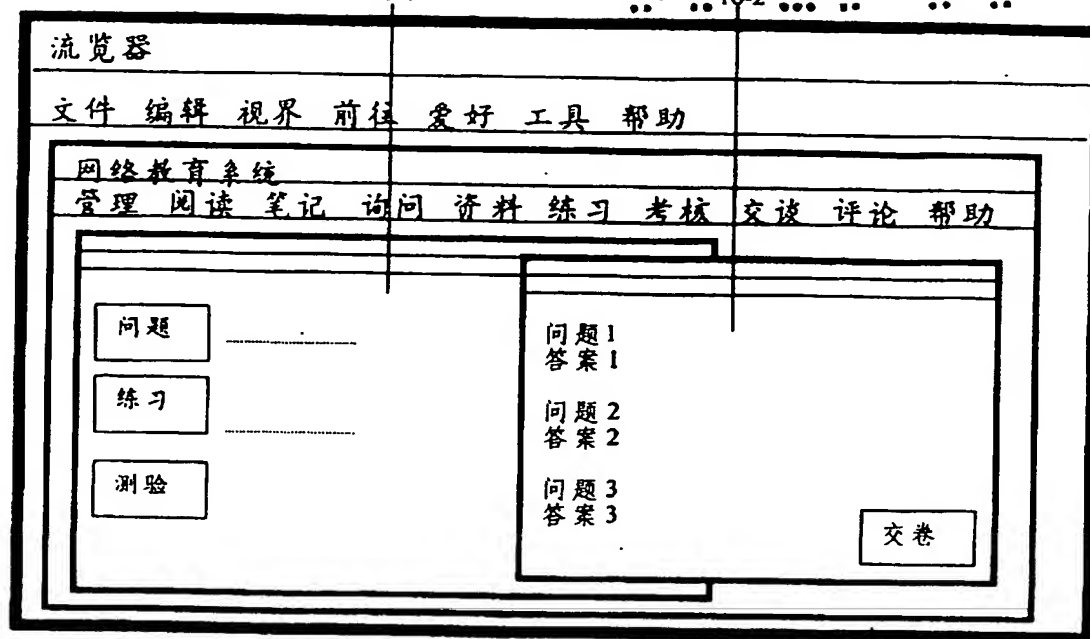 流览器
文件 编辑 视界 前往 爱好 工具 帮助
网络教育系统
管理 阅读 笔记 询问 资料 练习 考核 交谈 评论 帮助
问题
练习
测验
问题1
答案1
问题2
答案2
问题3
答案3
交卷